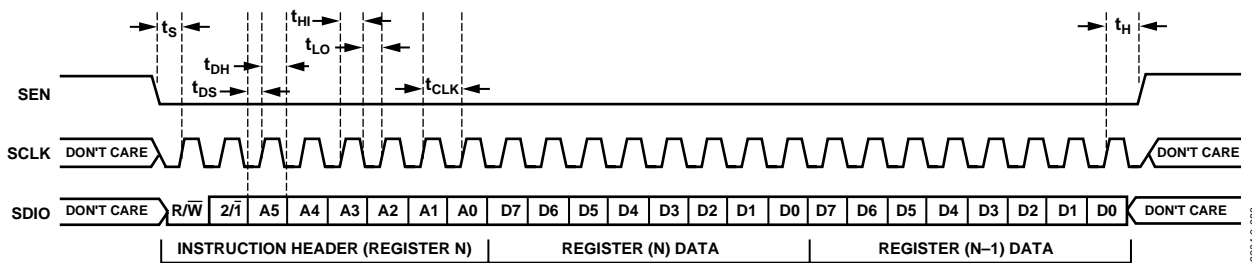 tS
tHI
tLO
tDH
tDS
tCLK
tH
SEN
SCLK DON'T CARE DON'T CARE
SDIO DON'T CARE R/W̅ 2/1̅ A5 A4 A3 A2 A1 A0 D7 D6 D5 D4 D3 D2 D1 D0 D7 D6 D5 D4 D3 D2 D1 D0 DON'T CARE
INSTRUCTION HEADER (REGISTER N) REGISTER (N) DATA REGISTER (N–1) DATA